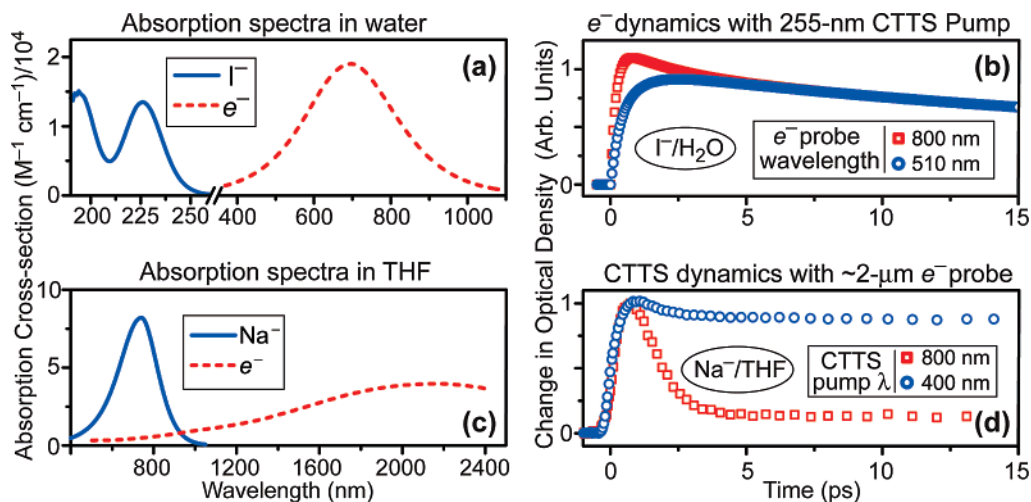 Absorption spectra in water
Absorption Cross-section (M⁻¹ cm⁻¹)/10⁴
2
1
0
(a)
I⁻
e⁻
200 225 250 400 600 800 1000
Absorption spectra in THF
10
5
0
(c)
Na⁻
e⁻
800 1200 1600 2000 2400
Wavelength (nm)
e⁻ dynamics with 255-nm CTTS Pump
Change in Optical Density (Arb. Units)
1
0
(b)
I⁻/H₂O
e⁻ probe
wavelength
800 nm
510 nm
0 5 10 15
CTTS dynamics with ~2-μm e⁻ probe
1
0
(d)
Na⁻/THF
CTTS
pump λ
800 nm
400 nm
0 5 10 15
Time (ps)